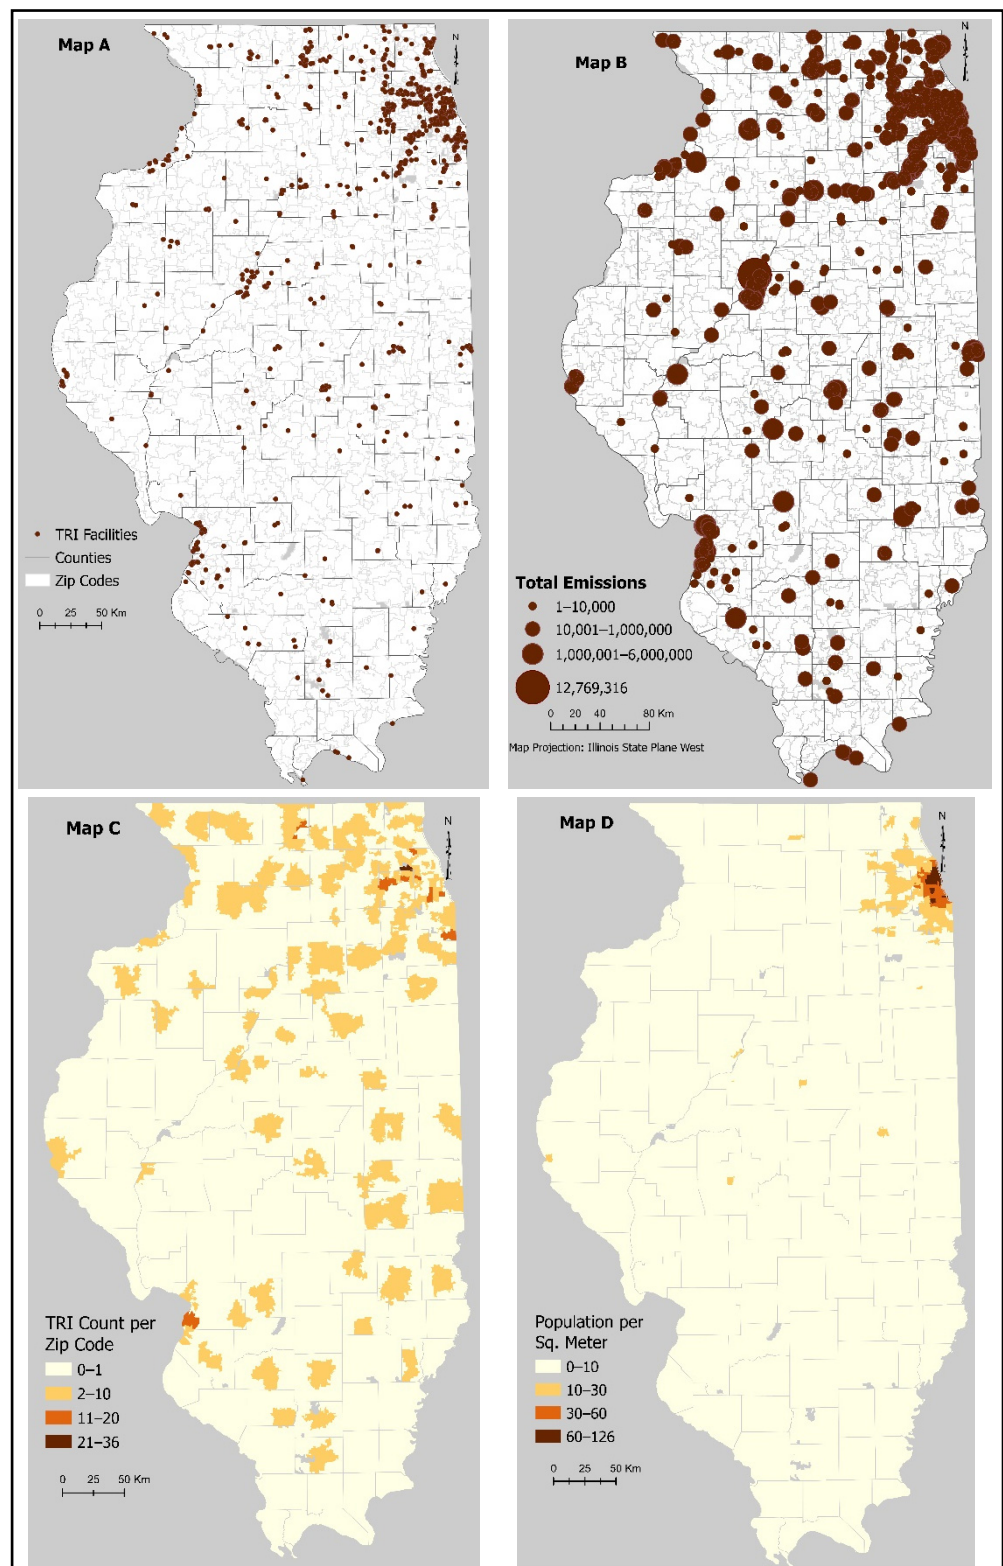 Map A
N
TRI Facilities
Counties
Zip Codes
0 25 50 Km
Map B
N
Total Emissions
1–10,000
10,001–1,000,000
1,000,001–6,000,000
12,769,316
0 20 40 80 Km
Map Projection: Illinois State Plane West
Map C
N
TRI Count per
Zip Code
0–1
2–10
11–20
21–36
0 25 50 Km
Map D
N
Population per
Sq. Meter
0–10
10–30
30–60
60–126
0 25 50 Km